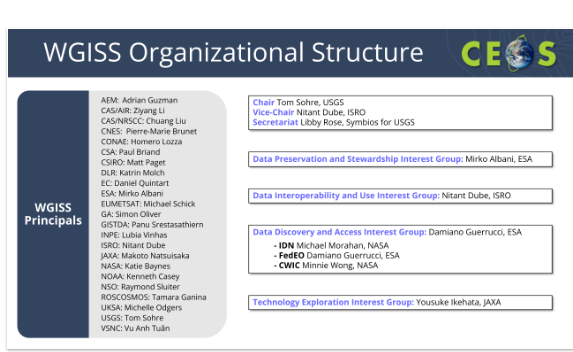 WGISS Organizational Structure
CEOS
WGISS
Principals
AEM: Adrian Guzman
CAS/AIR: Ziyang Li
CAS/NRSCC: Chuang Liu
CNES: Pierre-Marie Brunet
CONAE: Homero Lozza
CSA: Paul Briand
CSIRO: Matt Paget
DLR: Katrin Molch
EC: Daniel Quintart
ESA: Mirko Albani
EUMETSAT: Michael Schick
GA: Simon Oliver
GISTDA: Panu Srestasathiern
INPE: Lubia Vinhas
ISRO: Nitant Dube
JAXA: Makoto Natsuisaka
NASA: Katie Baynes
NOAA: Kenneth Casey
NSO: Raymond Sluiter
ROSCOSMOS: Tamara Ganina
UKSA: Michelle Odgers
USGS: Tom Sohre
VSNC: Vu Anh Tuân
Chair Tom Sohre, USGS
Vice-Chair Nitant Dube, ISRO
Secretariat Libby Rose, Symbios for USGS
Data Preservation and Stewardship Interest Group: Mirko Albani, ESA
Data Interoperability and Use Interest Group: Nitant Dube, ISRO
Data Discovery and Access Interest Group: Damiano Guerrucci, ESA
- IDN Michael Morahan, NASA
- FedEO Damiano Guerrucci, ESA
- CWIC Minnie Wong, NASA
Technology Exploration Interest Group: Yousuke Ikehata, JAXA